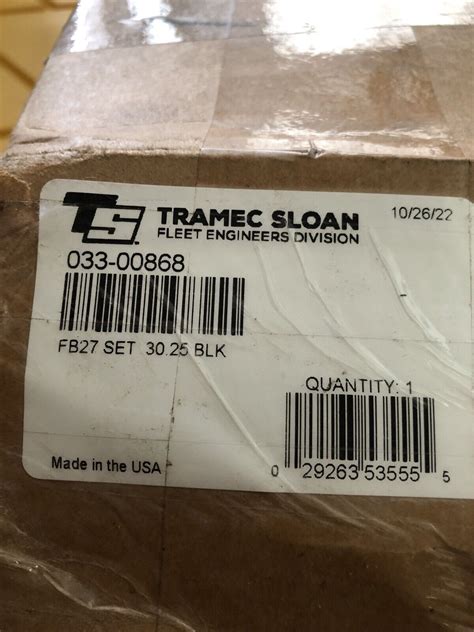 TS TRAMEC SLOAN 10/26/22
FLEET ENGINEERS DIVISION
033-00868
FB27 SET 30.25 BLK
QUANTITY: 1
Made in the USA
0 29263 53555 5